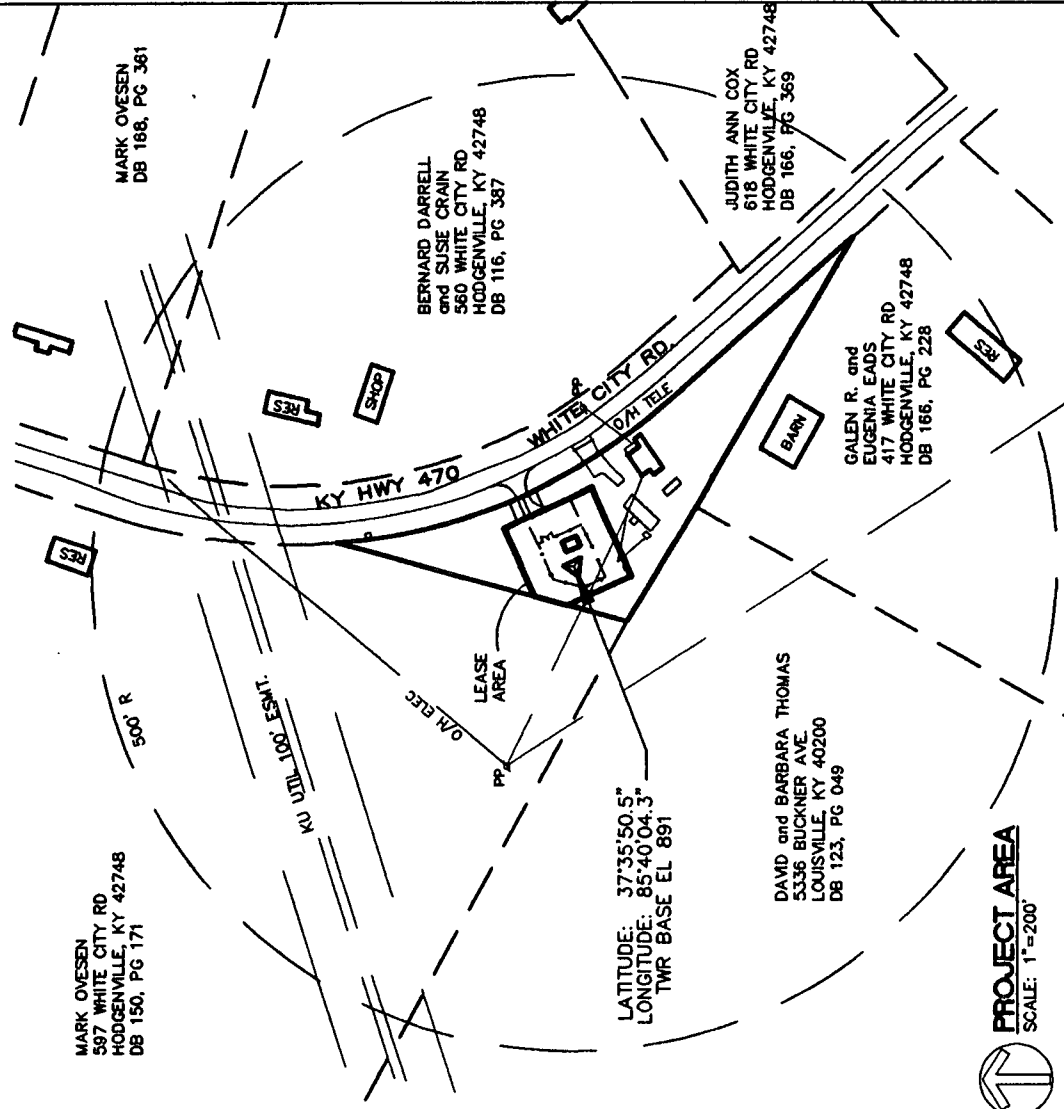 MARK OVESEN
DB 168, PG 361
BERNARD DARRELL
and SUSIE CRAIN
560 WHITE CITY RD
HODGENVILLE, KY 42748
DB 116, PG 387
JUDITH ANN COX
618 WHITE CITY RD
HODGENVILLE, KY 42748
DB 166, PG 369
RES
SHOP
RES
KY HWY 470
WHITE CITY RD.
PP
O/H TELE
GALEN R. and
EUGENIA EADS
417 WHITE CITY RD
HODGENVILLE, KY 42748
DB 166, PG 228
BARN
RES
500' R
KU UTIL 100' ESMT.
O/H ELEC
LEASE
AREA
PP
MARK OVESEN
597 WHITE CITY RD
HODGENVILLE, KY 42748
DB 150, PG 171
LATITUDE: 37°35'50.5"
LONGITUDE: 85°40'04.3"
TWR BASE EL 891
DAVID and BARBARA THOMAS
5336 BUCKNER AVE.
LOUISVILLE, KY 40200
DB 123, PG 049
PROJECT AREA
SCALE: 1"=200'